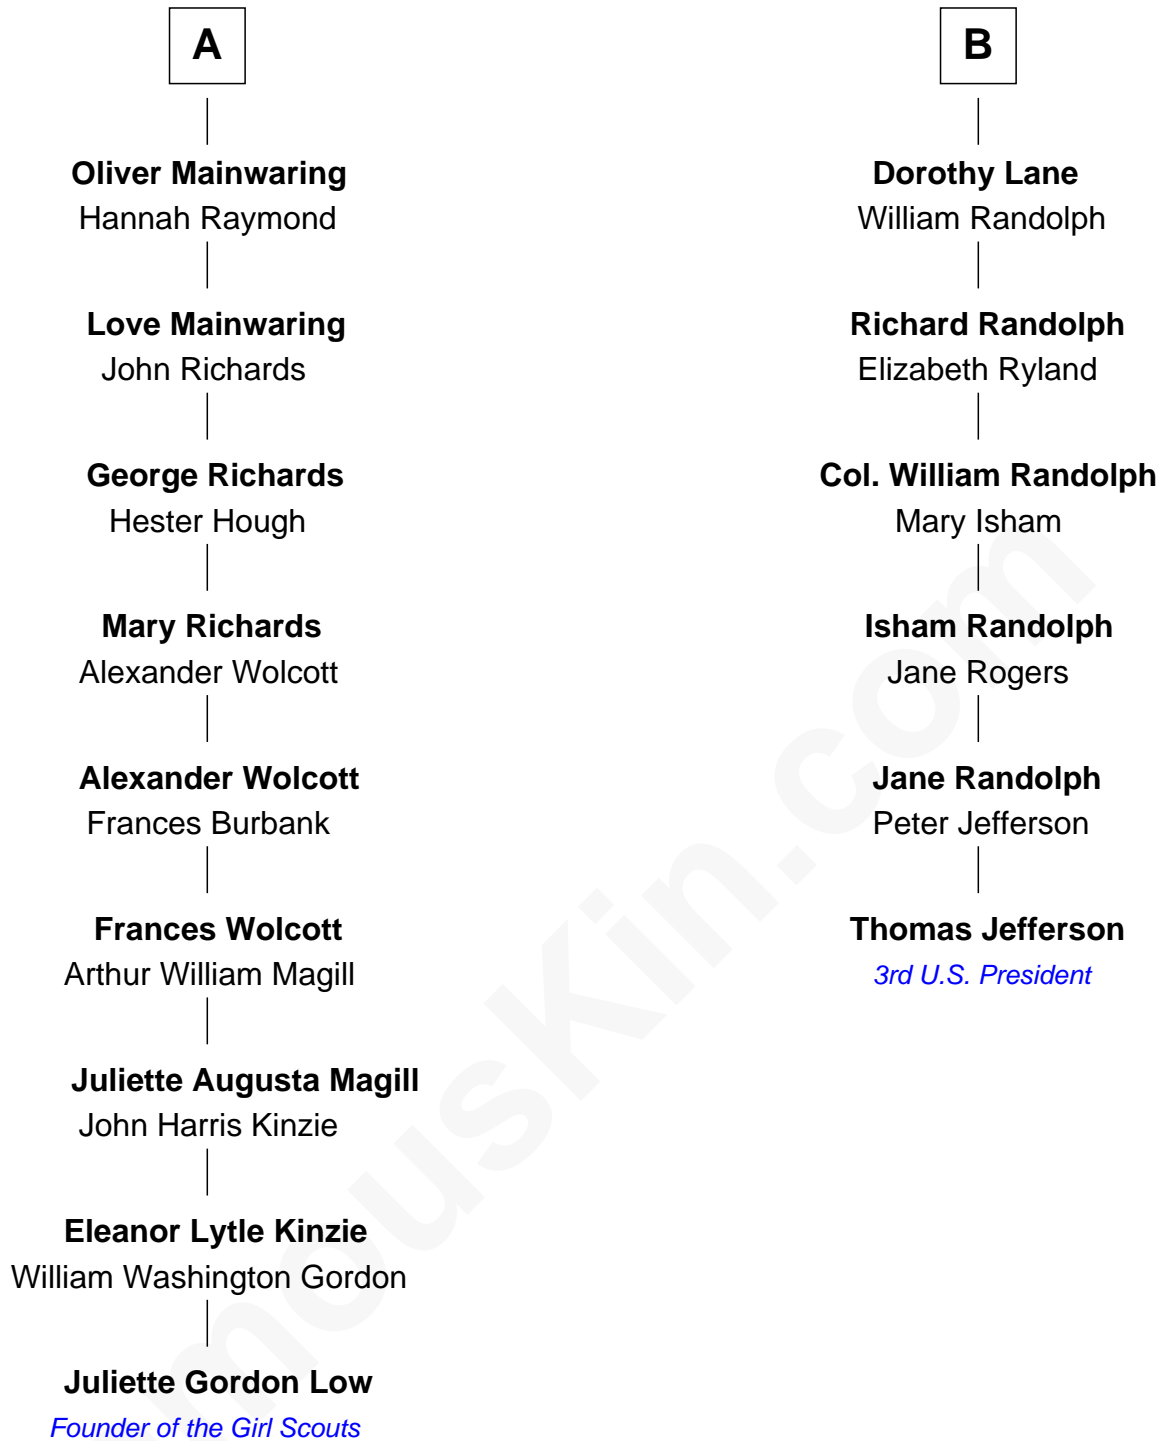 A
Oliver Mainwaring
Hannah Raymond
Love Mainwaring
John Richards
George Richards
Hester Hough
Mary Richards
Alexander Wolcott
Alexander Wolcott
Frances Burbank
Frances Wolcott
Arthur William Magill
Juliette Augusta Magill
John Harris Kinzie
Eleanor Lytle Kinzie
William Washington Gordon
Juliette Gordon Low
Founder of the Girl Scouts
B
Dorothy Lane
William Randolph
Richard Randolph
Elizabeth Ryland
Col. William Randolph
Mary Isham
Isham Randolph
Jane Rogers
Jane Randolph
Peter Jefferson
Thomas Jefferson
3rd U.S. President
mousKin.com